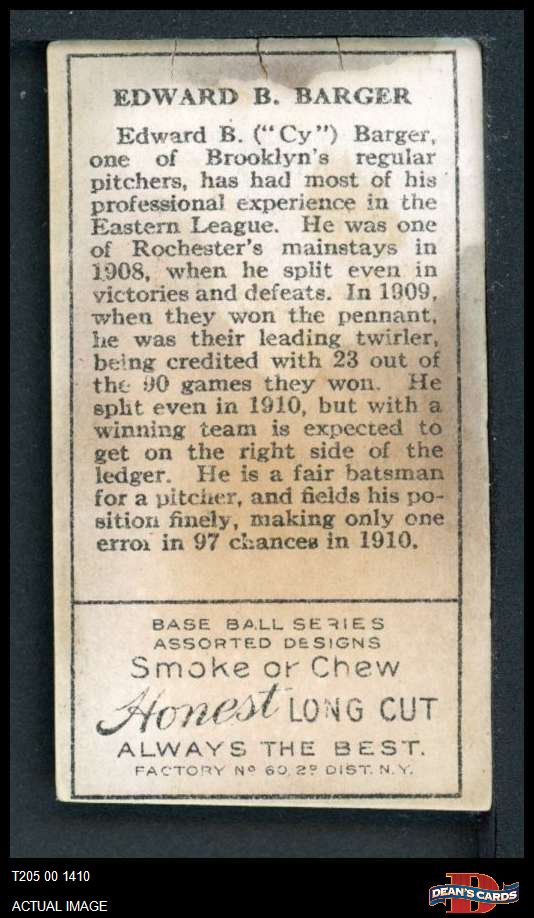 EDWARD B. BARGER
Edward B. ("Cy") Barger,
one of Brooklyn's regular
pitchers, has had most of his
professional experience in the
Eastern League. He was one
of Rochester's mainstays in
1908, when he split even in
victories and defeats. In 1909,
when they won the pennant,
he was their leading twirler,
being credited with 23 out of
the 90 games they won. He
split even in 1910, but with a
winning team is expected to
get on the right side of the
ledger. He is a fair batsman
for a pitcher, and fields his po-
sition finely, making only one
error in 97 chances in 1910.
BASE BALL SERIES
ASSORTED DESIGNS
Smoke or Chew
Honest LONG CUT
ALWAYS THE BEST.
FACTORY Nº 60, 2º DIST. N.Y.
T205 00 1410
ACTUAL IMAGE
D
DEAN'S CARDS